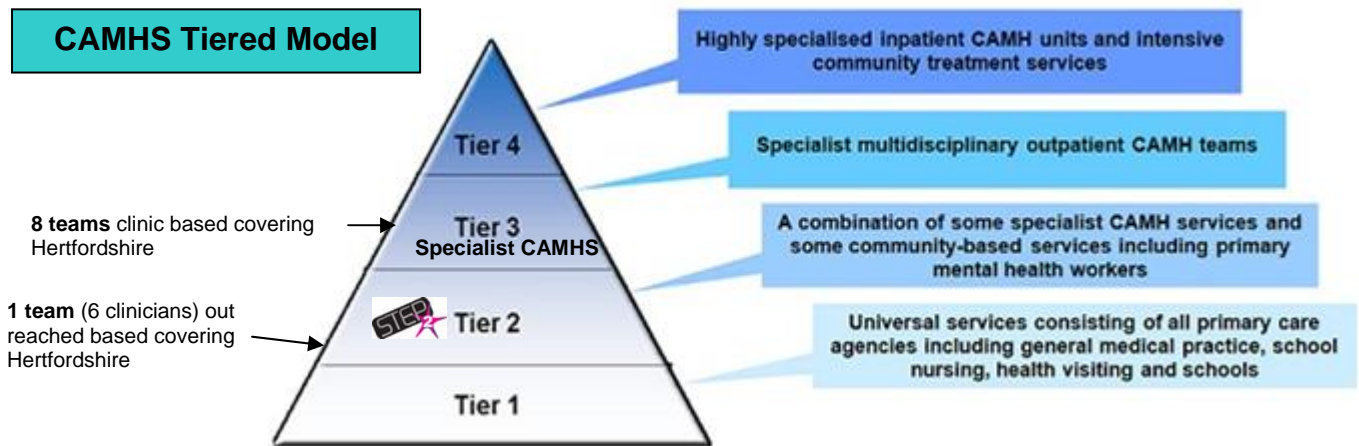 CAMHS Tiered Model
Highly specialised inpatient CAMH units and intensive
community treatment services
Tier 4
Specialist multidisciplinary outpatient CAMH teams
8 teams clinic based covering
Hertfordshire
Tier 3
Specialist CAMHS
A combination of some specialist CAMH services and
some community-based services including primary
mental health workers
1 team (6 clinicians) out
reached based covering
Hertfordshire
STEP2
Tier 2
Universal services consisting of all primary care
agencies including general medical practice, school
nursing, health visiting and schools
Tier 1